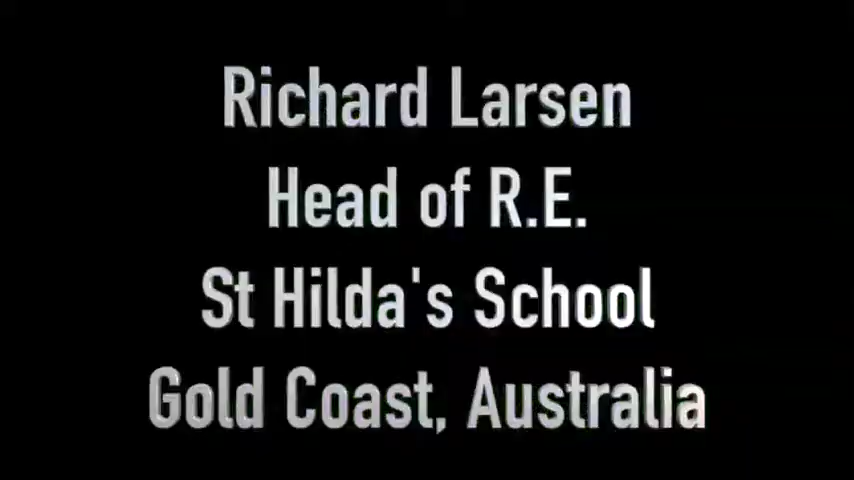 Richard Larsen
Head of R.E.
St Hilda's School
Gold Coast, Australia